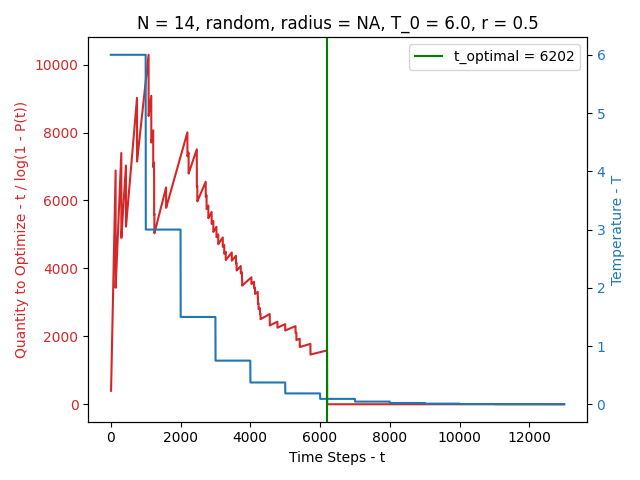 N = 14, random, radius = NA, T_0 = 6.0, r = 0.5
t_optimal = 6202
Quantity to Optimize - t / log(1 - P(t))
10000
8000
6000
4000
2000
0
6
5
4
3
2
1
0
Temperature - T
0 2000 4000 6000 8000 10000 12000
Time Steps - t